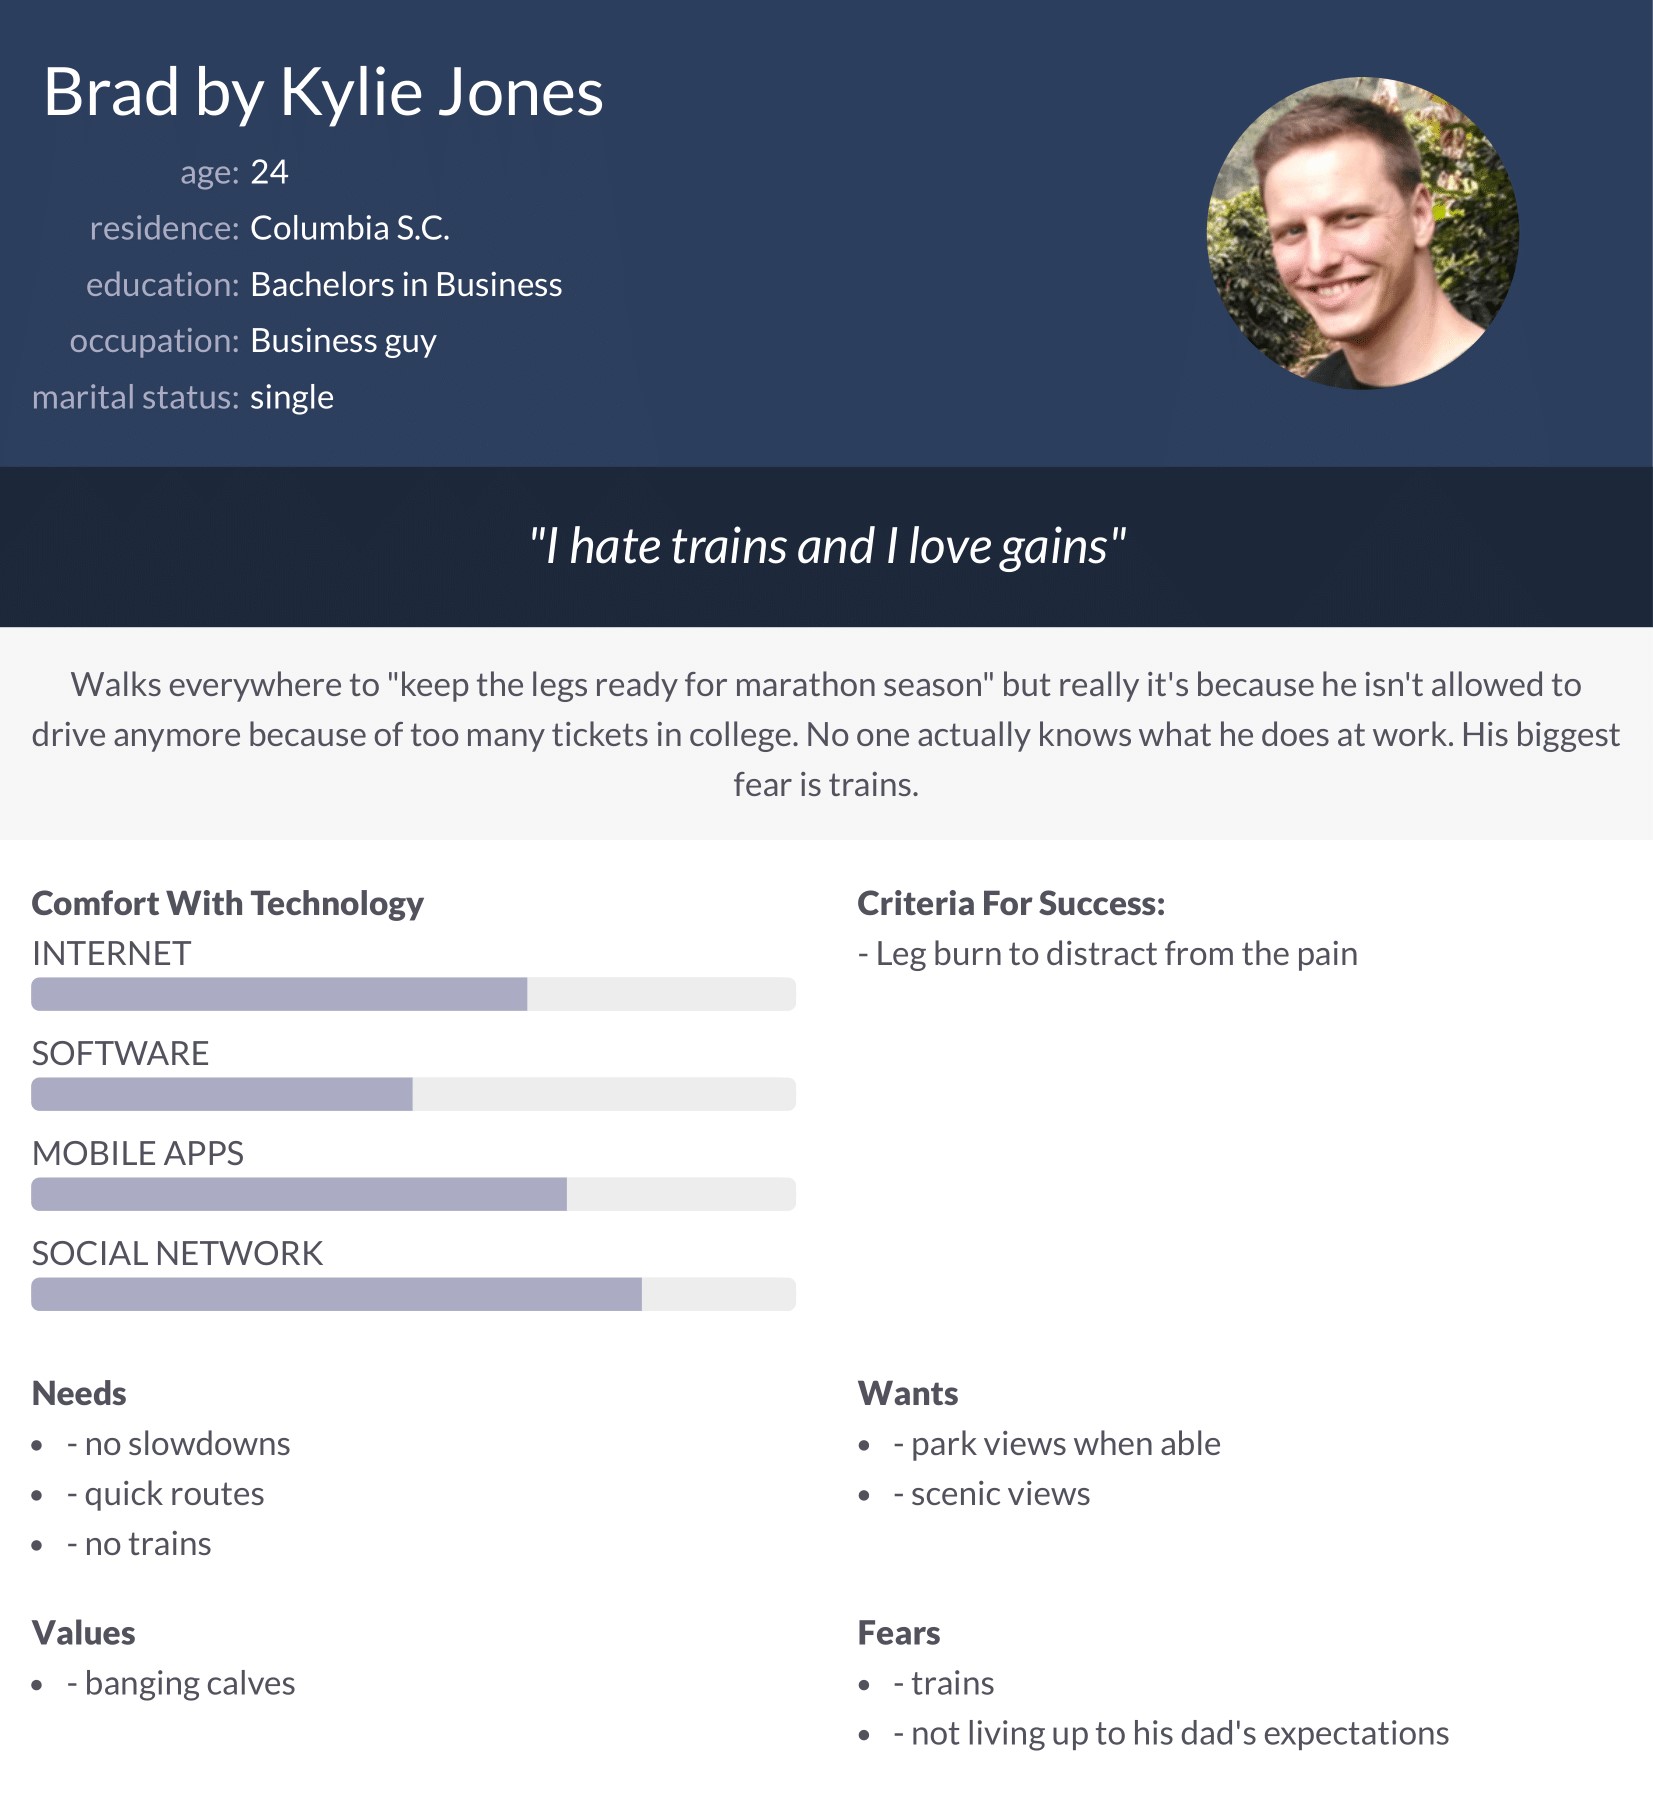 Brad by Kylie Jones
age: 24
residence: Columbia S.C.
education: Bachelors in Business
occupation: Business guy
marital status: single
"I hate trains and I love gains"
Walks everywhere to "keep the legs ready for marathon season" but really it's because he isn't allowed to
drive anymore because of too many tickets in college. No one actually knows what he does at work. His biggest
fear is trains.
Comfort With Technology
INTERNET
SOFTWARE
MOBILE APPS
SOCIAL NETWORK
Criteria For Success:
- Leg burn to distract from the pain
Needs
• - no slowdowns
• - quick routes
• - no trains
Wants
• - park views when able
• - scenic views
Values
• - banging calves
Fears
• - trains
• - not living up to his dad's expectations